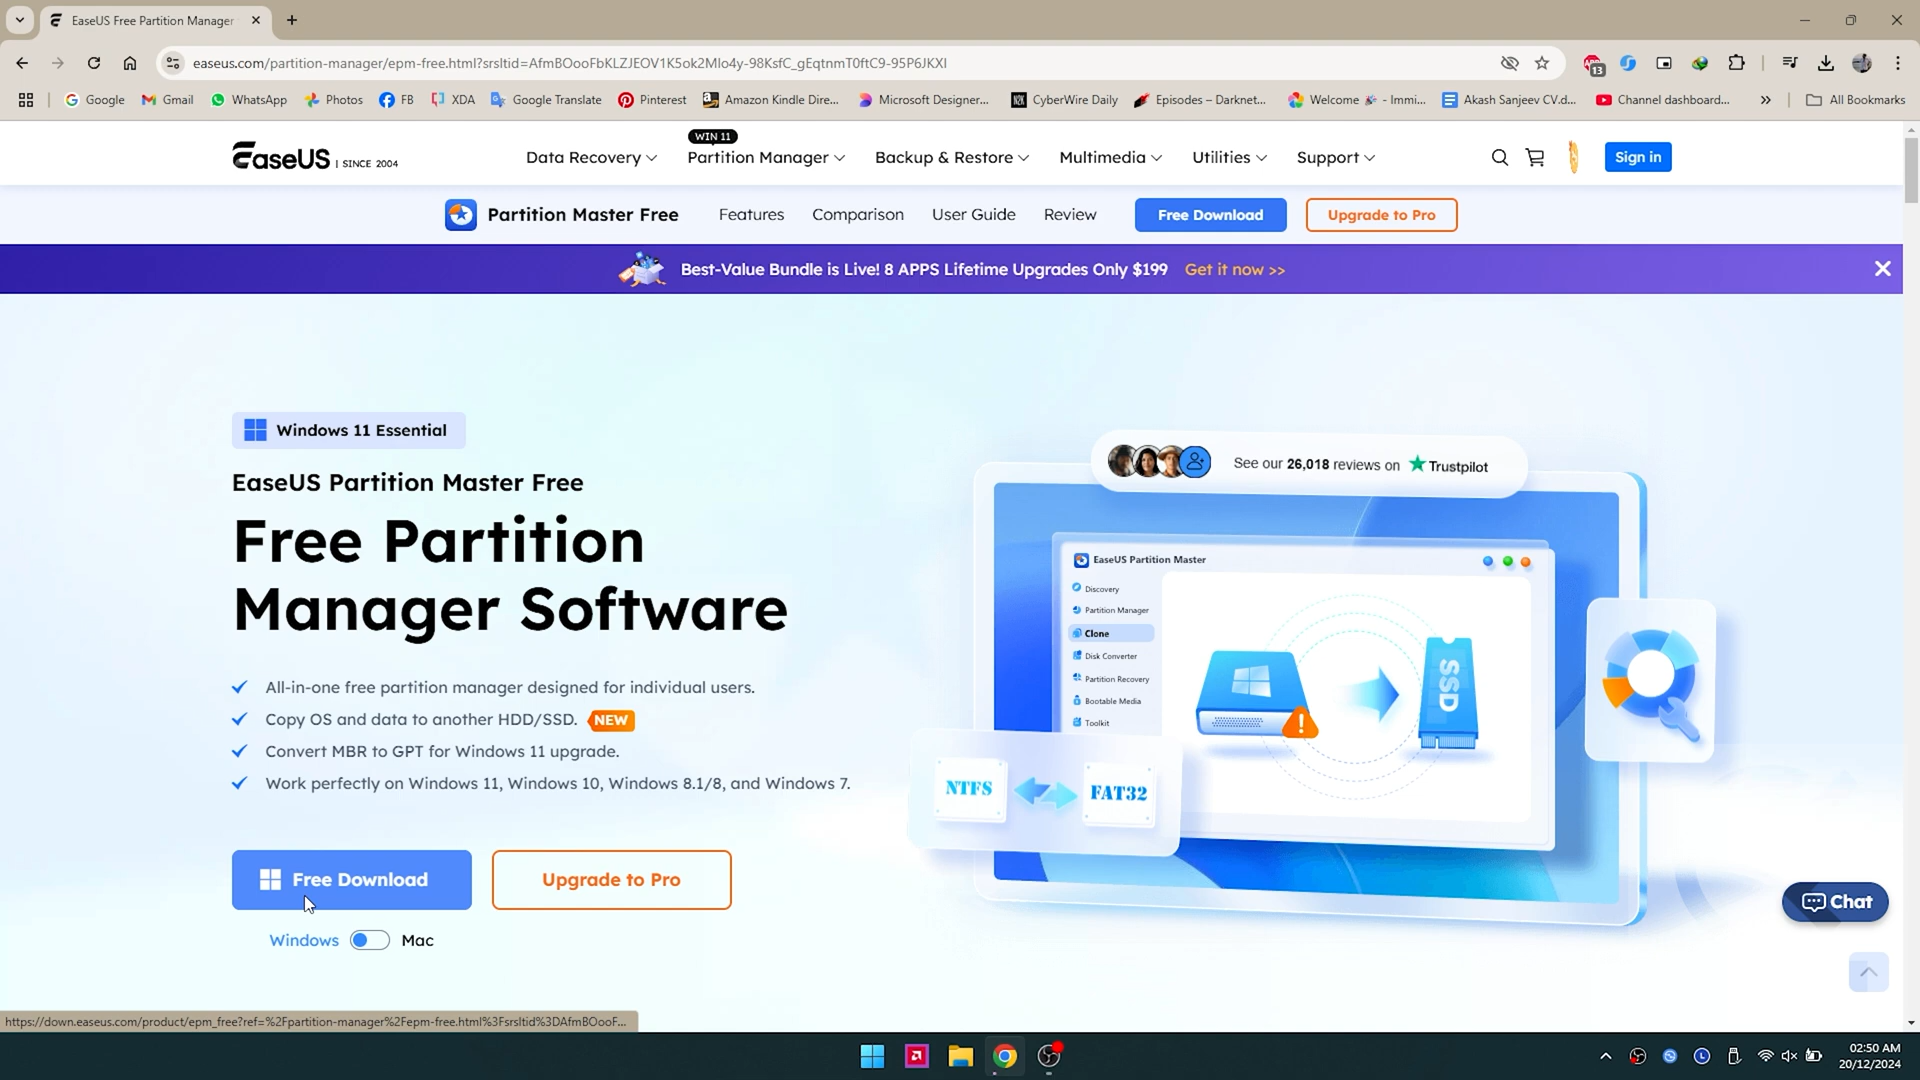 EaseUS Free Partition Manager
easeus.com/partition-manager/epm-free.html?srsltid=AfmBOooFbKLZJEOV1K5ok2Mlo4y-98KsfC_gEqtnmT0ftC9-95P6JKXI
13
Google
Gmail
WhatsApp
Photos
FB
XDA
Google Translate
Pinterest
Amazon Kindle Dire...
Microsoft Designer...
CyberWire Daily
Episodes – Darknet...
Welcome 🎉 - Immi...
Akash Sanjeev CV.d...
Channel dashboard...
All Bookmarks
EaseUS | SINCE 2004
Data Recovery
WIN 11
Partition Manager
Backup & Restore
Multimedia
Utilities
Support
Sign in
Partition Master Free
Features
Comparison
User Guide
Review
Free Download
Upgrade to Pro
Best-Value Bundle is Live! 8 APPS Lifetime Upgrades Only $199 Get it now >>
Windows 11 Essential
EaseUS Partition Master Free
Free Partition
Manager Software
All-in-one free partition manager designed for individual users.
Copy OS and data to another HDD/SSD. NEW
Convert MBR to GPT for Windows 11 upgrade.
Work perfectly on Windows 11, Windows 10, Windows 8.1/8, and Windows 7.
Free Download
Upgrade to Pro
Windows
Mac
See our 26,018 reviews on Trustpilot
EaseUS Partition Master
Discovery
Partition Manager
Clone
Disk Converter
Partition Recovery
Bootable Media
Toolkit
SSD
NTFS
FAT32
Chat
https://down.easeus.com/product/epm_free?ref=%2Fpartition-manager%2Fepm-free.html%3Fsrsltid%3DAfmBOooF...
02:50 AM
20/12/2024